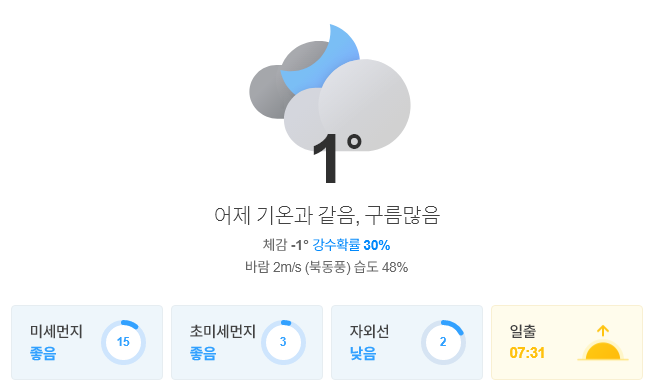 1°
어제 기온과 같음, 구름많음
체감 -1° 강수확률 30%
바람 2m/s (북동풍) 습도 48%
미세먼지
좋음
15
초미세먼지
좋음
3
자외선
낮음
2
일출
07:31